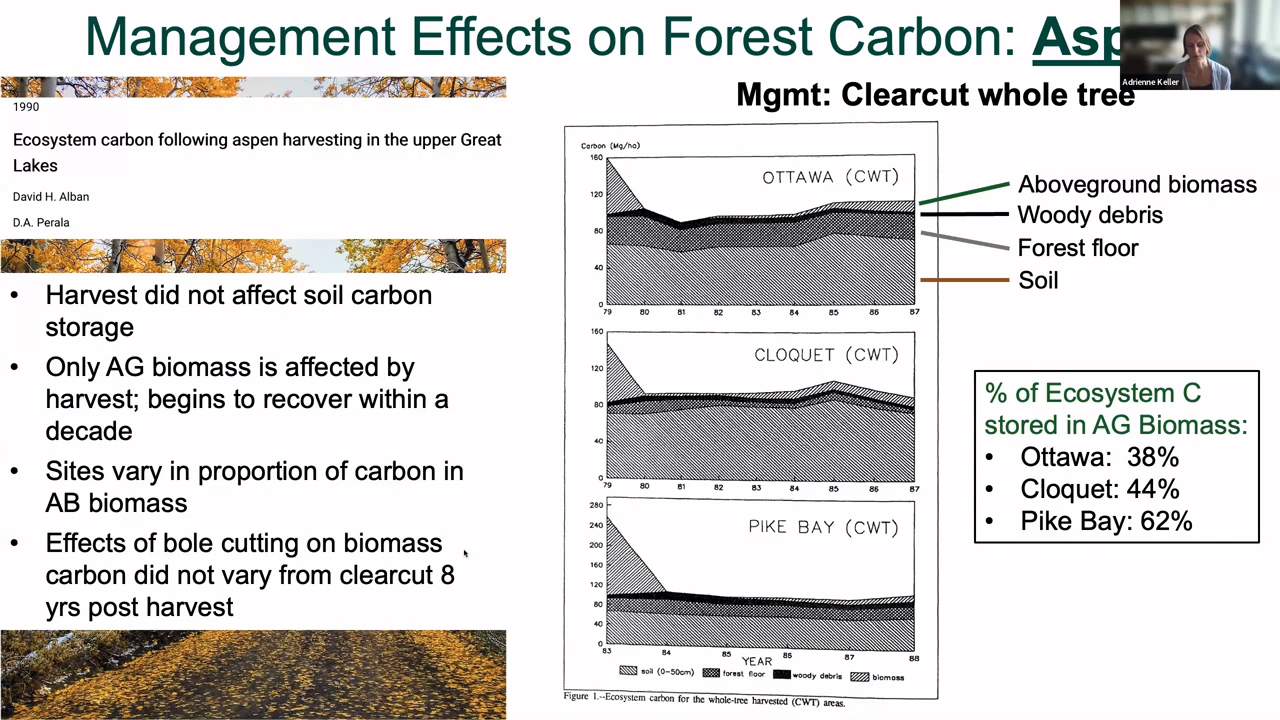 Management Effects on Forest Carbon: Asp
Adrienne Keller
Mgmt: Clearcut whole tree
1990
Ecosystem carbon following aspen harvesting in the upper Great
Lakes
David H. Alban
D.A. Perala
• Harvest did not affect soil carbon
storage
• Only AG biomass is affected by
harvest; begins to recover within a
decade
• Sites vary in proportion of carbon in
AB biomass
• Effects of bole cutting on biomass
carbon did not vary from clearcut 8
yrs post harvest
Carbon (Mg/ha)
160
120
80
40
0
OTTAWA (CWT)
79 80 81 82 83 84 85 86 87
160
120
80
40
0
CLOQUET (CWT)
79 80 81 82 83 84 85 86 87
280
240
200
160
120
80
40
0
PIKE BAY (CWT)
83 84 85 86 87 88
YEAR
soil (0-50cm) forest floor woody debris biomass
Figure 1.--Ecosystem carbon for the whole-tree harvested (CWT) areas.
Aboveground biomass
Woody debris
Forest floor
Soil
% of Ecosystem C
stored in AG Biomass:
• Ottawa: 38%
• Cloquet: 44%
• Pike Bay: 62%